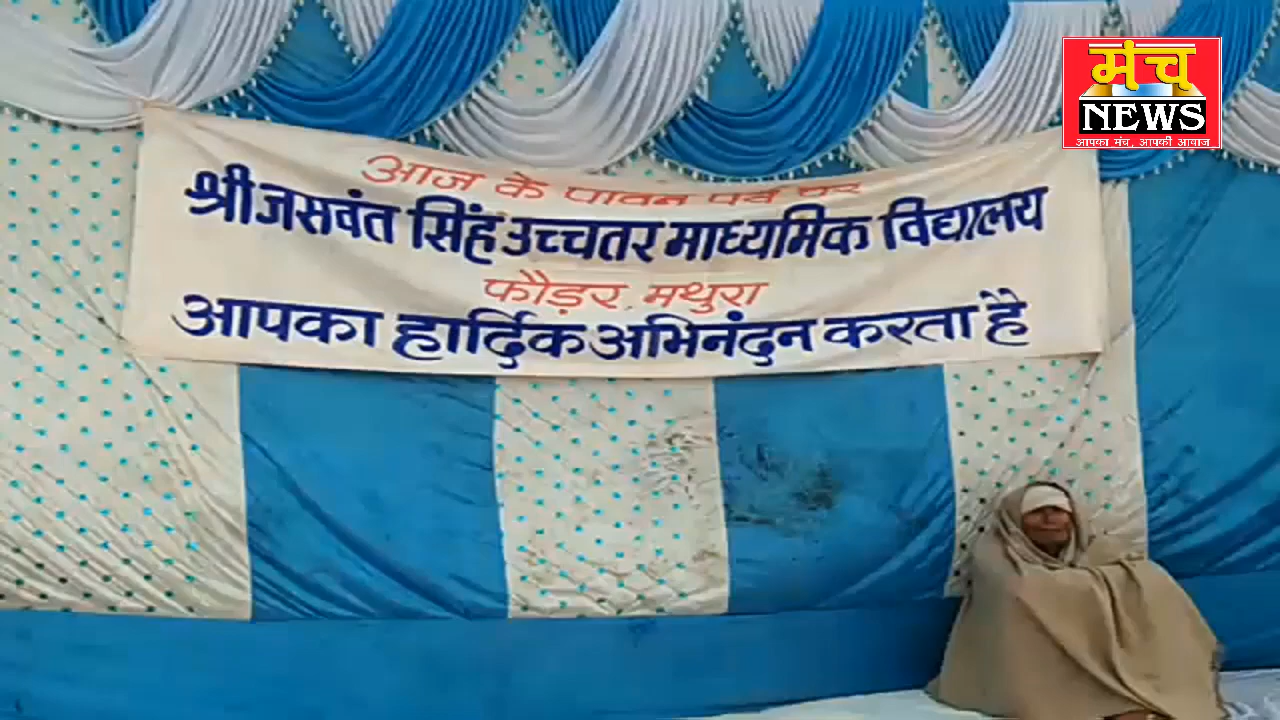 मंच
NEWS
आपका मंच, आपकी आवाज
आज के पावन पर्व पर
श्री जसवंत सिंह उच्चतर माध्यमिक विद्यालय
फौंड़र, मथुरा
आपका हार्दिक अभिनंदन करता है